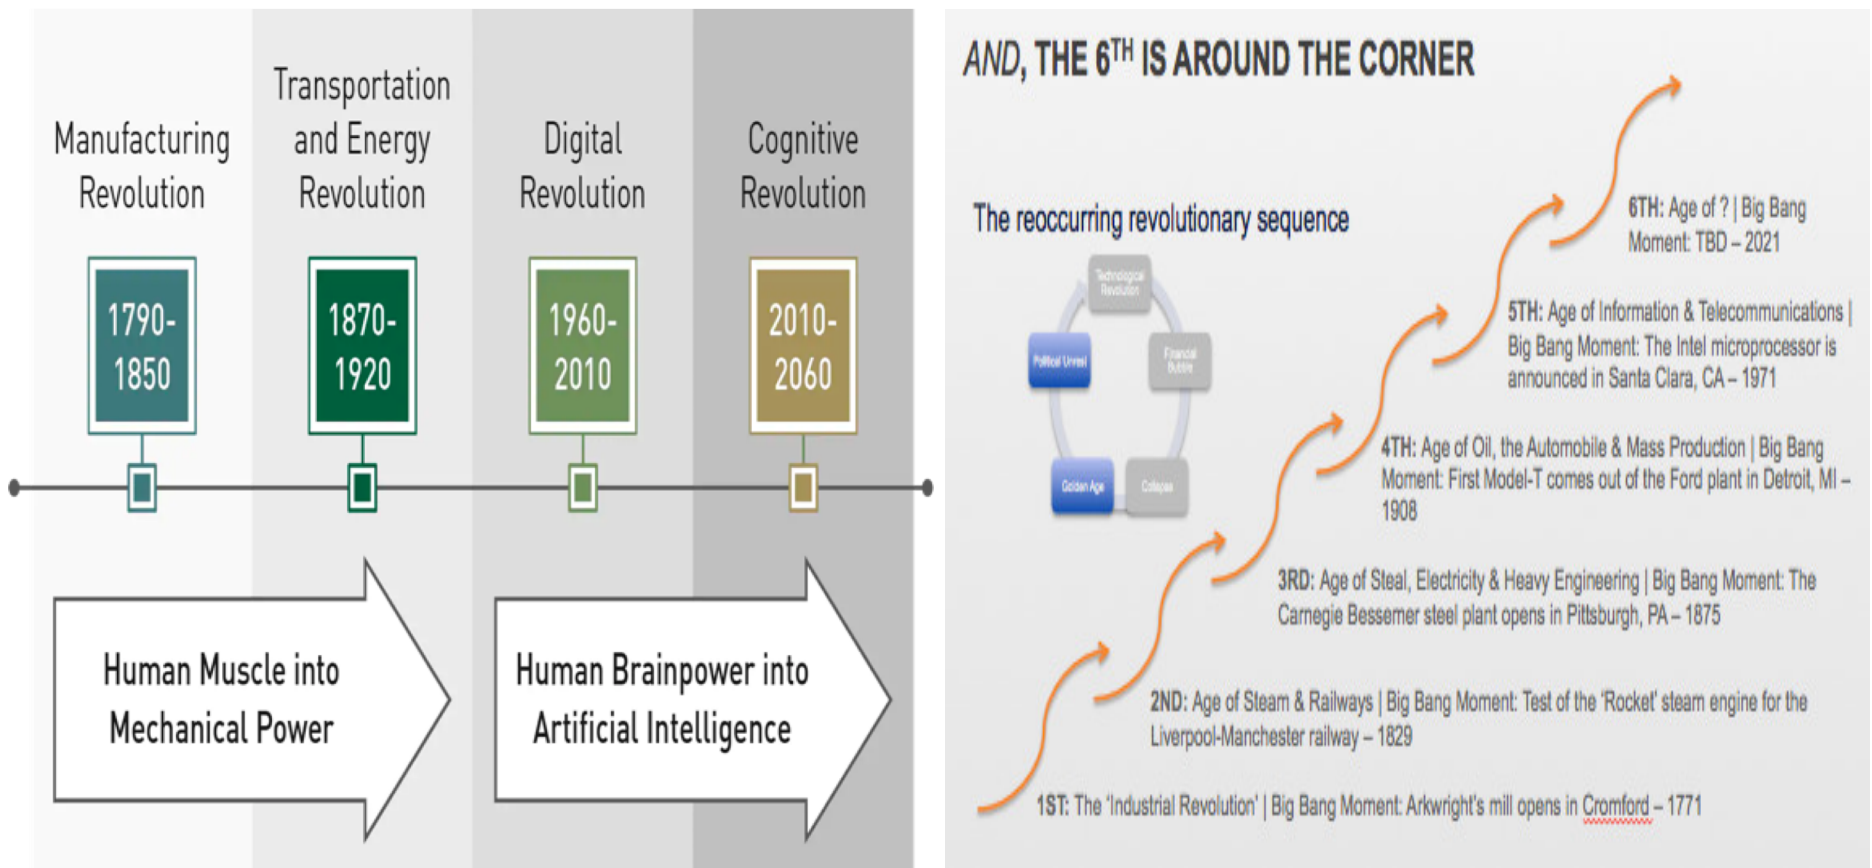 Manufacturing
Revolution
Transportation
and Energy
Revolution
Digital
Revolution
Cognitive
Revolution
1790-
1850
1870-
1920
1960-
2010
2010-
2060
Human Muscle into
Mechanical Power
Human Brainpower into
Artificial Intelligence
AND, THE 6TH IS AROUND THE CORNER
The reoccurring revolutionary sequence
Technological
Revolution
Political Unrest
Financial
Bubble
Golden Age
Collapse
6TH: Age of ? | Big Bang
Moment: TBD – 2021
5TH: Age of Information & Telecommunications |
Big Bang Moment: The Intel microprocessor is
announced in Santa Clara, CA – 1971
4TH: Age of Oil, the Automobile & Mass Production | Big Bang
Moment: First Model-T comes out of the Ford plant in Detroit, MI –
1908
3RD: Age of Steal, Electricity & Heavy Engineering | Big Bang Moment: The
Carnegie Bessemer steel plant opens in Pittsburgh, PA – 1875
2ND: Age of Steam & Railways | Big Bang Moment: Test of the ‘Rocket’ steam engine for the
Liverpool-Manchester railway – 1829
1ST: The ‘Industrial Revolution’ | Big Bang Moment: Arkwright’s mill opens in Cromford – 1771